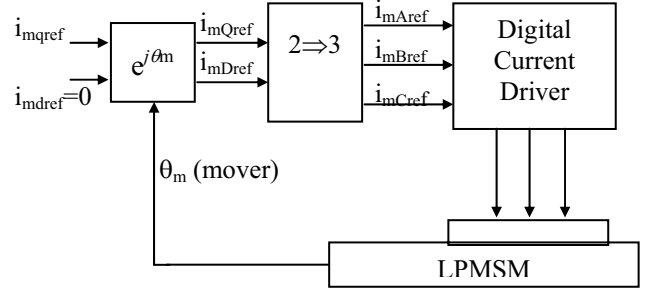 i_mqref
i_mdref=0
e^jθm
i_mQref
i_mDref
2⇒3
i_mAref
i_mBref
i_mCref
Digital
Current
Driver
θ_m (mover)
LPMSM